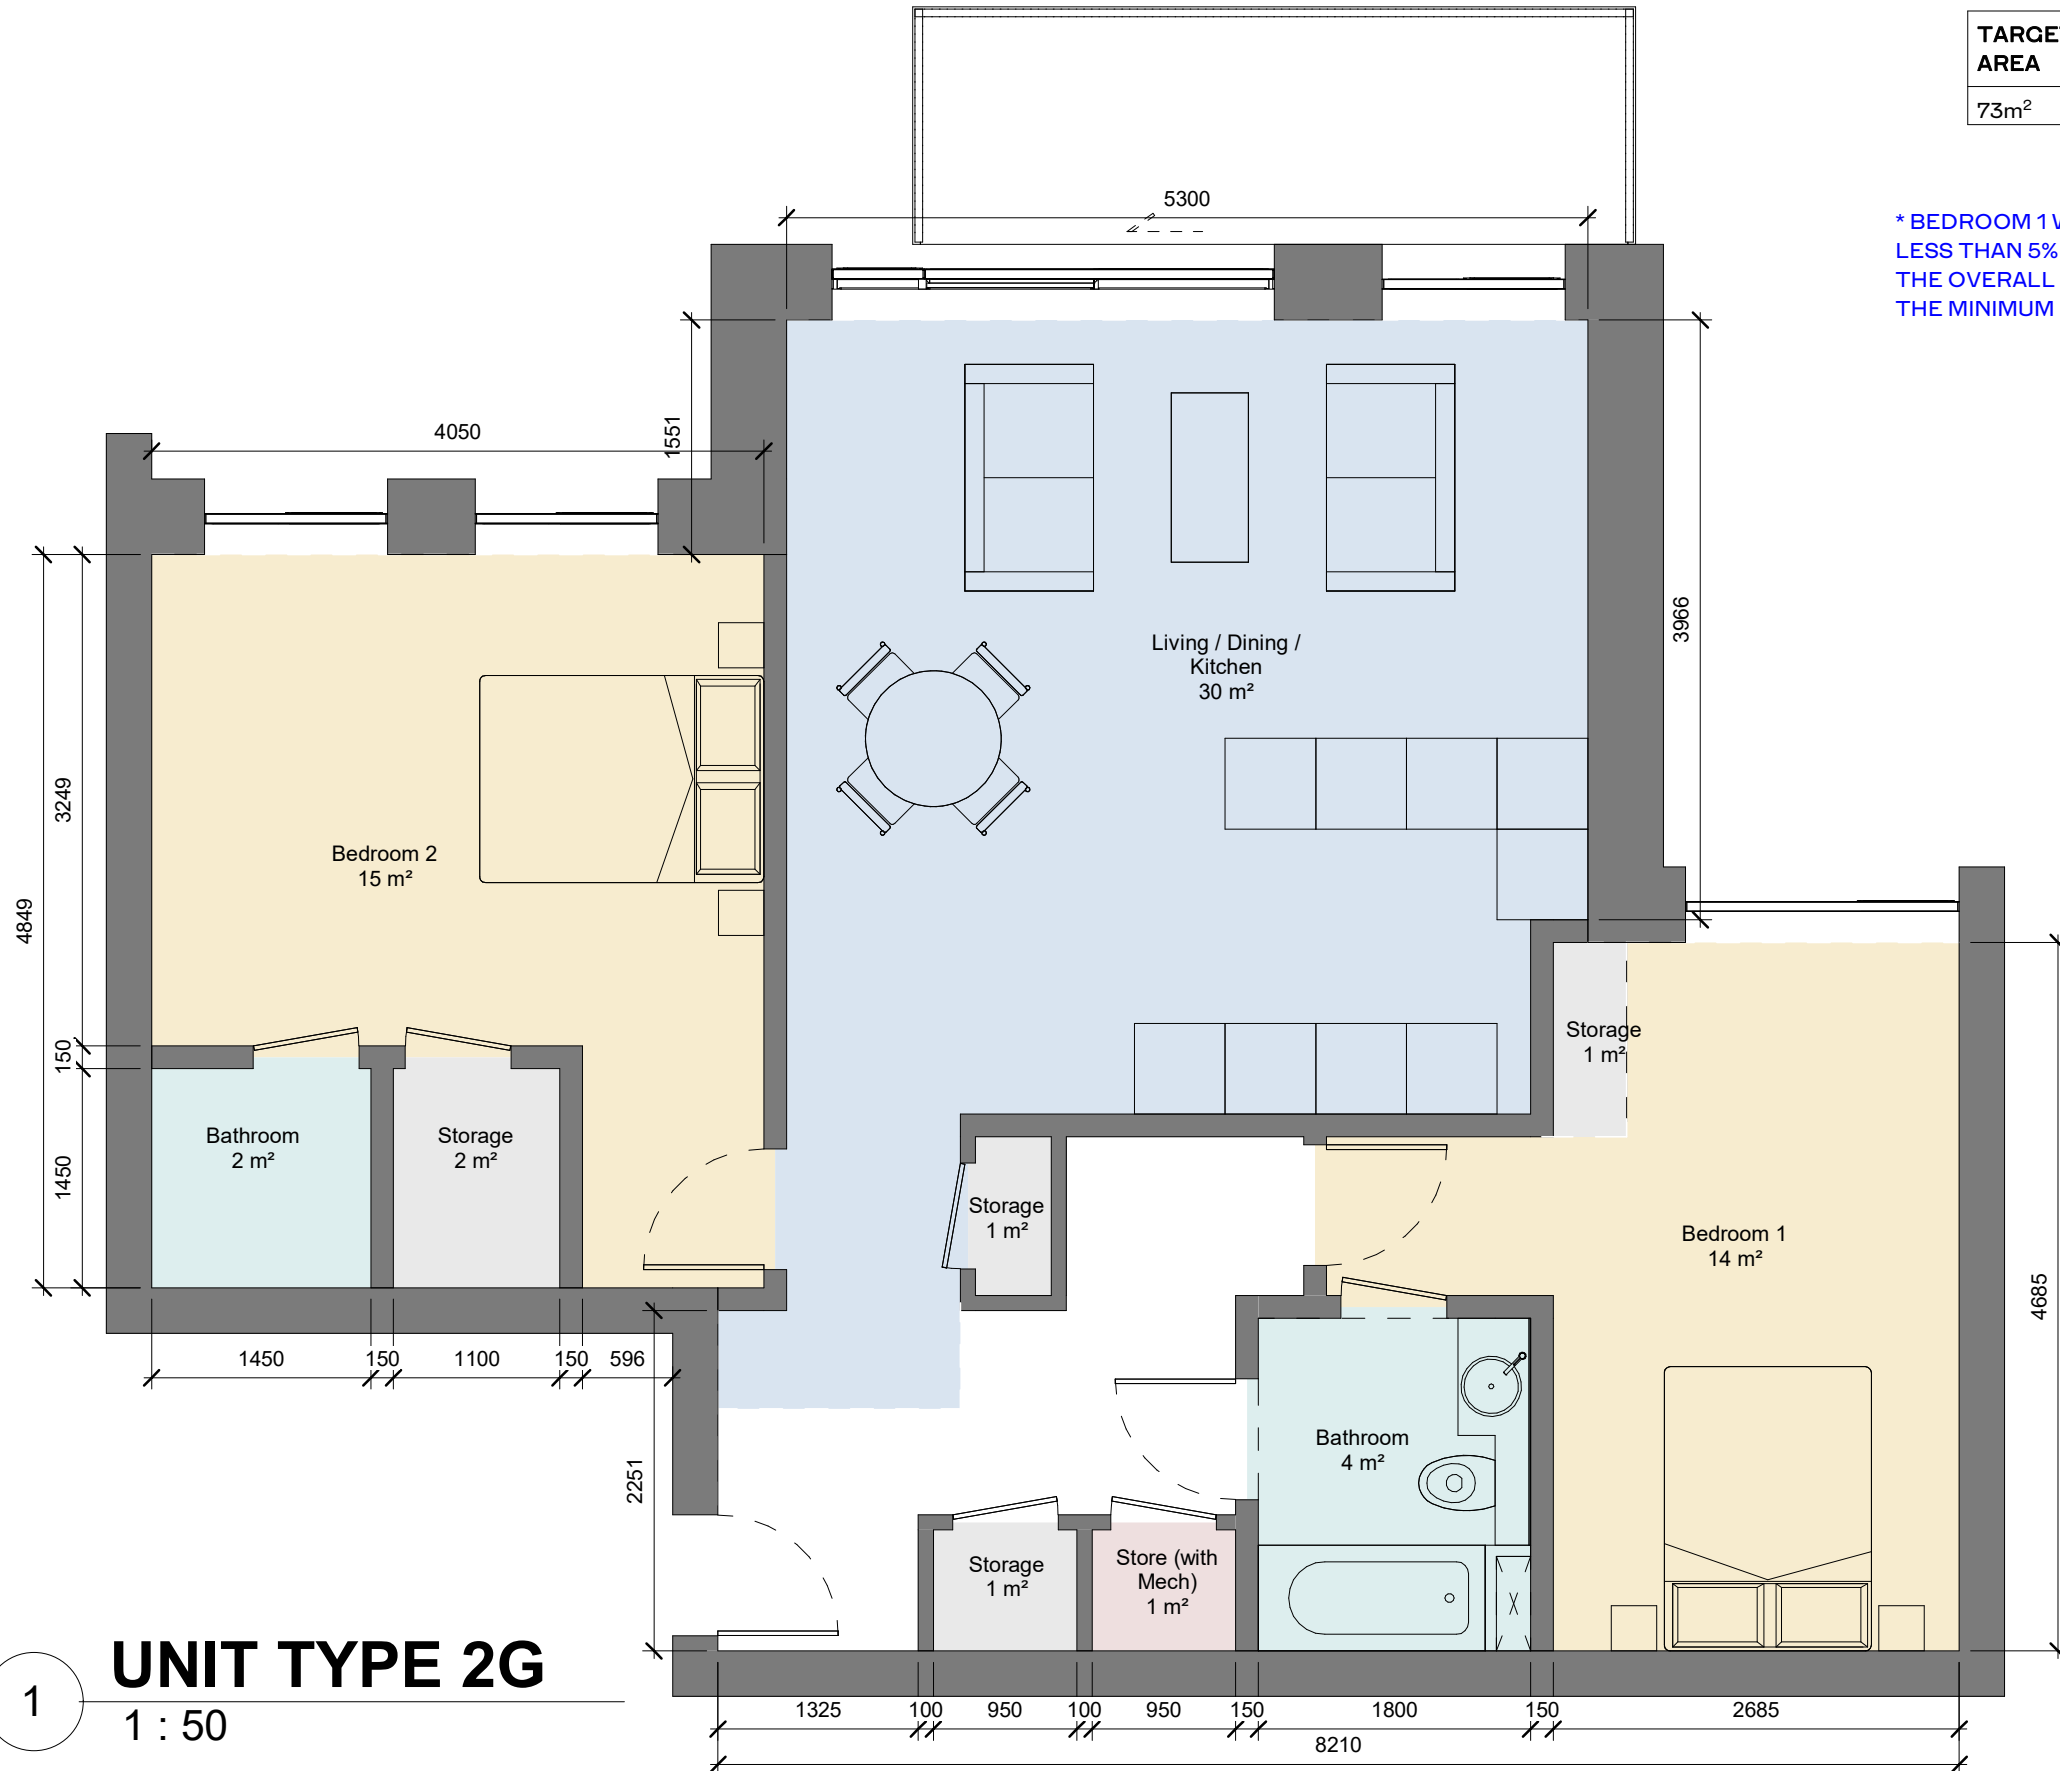 TARGE
AREA
73m²
* BEDROOM 1 W
LESS THAN 5%
THE OVERALL
THE MINIMUM
5300
4050
1551
3966
Living / Dining /
Kitchen
30 m²
3249
4849
Bedroom 2
15 m²
150
1450
Bathroom
2 m²
Storage
2 m²
Storage
1 m²
Storage
1 m²
Bedroom 1
14 m²
4685
1450
150
1100
150
596
2251
Bathroom
4 m²
Storage
1 m²
Store (with
Mech)
1 m²
1325
100
950
100
950
150
1800
150
2685
8210
1
UNIT TYPE 2G
1 : 50